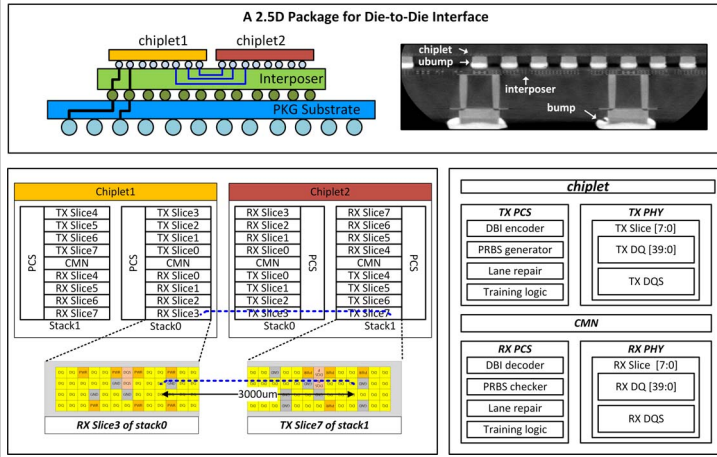 A 2.5D Package for Die-to-Die Interface
chiplet1
chiplet2
Interposer
PKG Substrate
chiplet
ubump
interposer
bump
Chiplet1
Chiplet2
PCS
TX Slice4
TX Slice5
TX Slice6
TX Slice7
CMN
RX Slice4
RX Slice5
RX Slice6
RX Slice7
Stack1
PCS
TX Slice3
TX Slice2
TX Slice1
TX Slice0
CMN
RX Slice0
RX Slice1
RX Slice2
RX Slice3
Stack0
RX Slice3
RX Slice2
RX Slice1
RX Slice0
CMN
TX Slice0
TX Slice1
TX Slice2
TX Slice3
PCS
Stack0
RX Slice7
RX Slice6
RX Slice5
RX Slice4
CMN
TX Slice4
TX Slice5
TX Slice6
TX Slice7
PCS
Stack1
3000um
RX Slice3 of stack0
TX Slice7 of stack1
chiplet
TX PCS
DBI encoder
PRBS generator
Lane repair
Training logic
TX PHY
TX Slice [7:0]
TX DQ [39:0]
TX DQS
CMN
RX PCS
DBI decoder
PRBS checker
Lane repair
Training logic
RX PHY
RX Slice [7:0]
RX DQ [39:0]
RX DQS